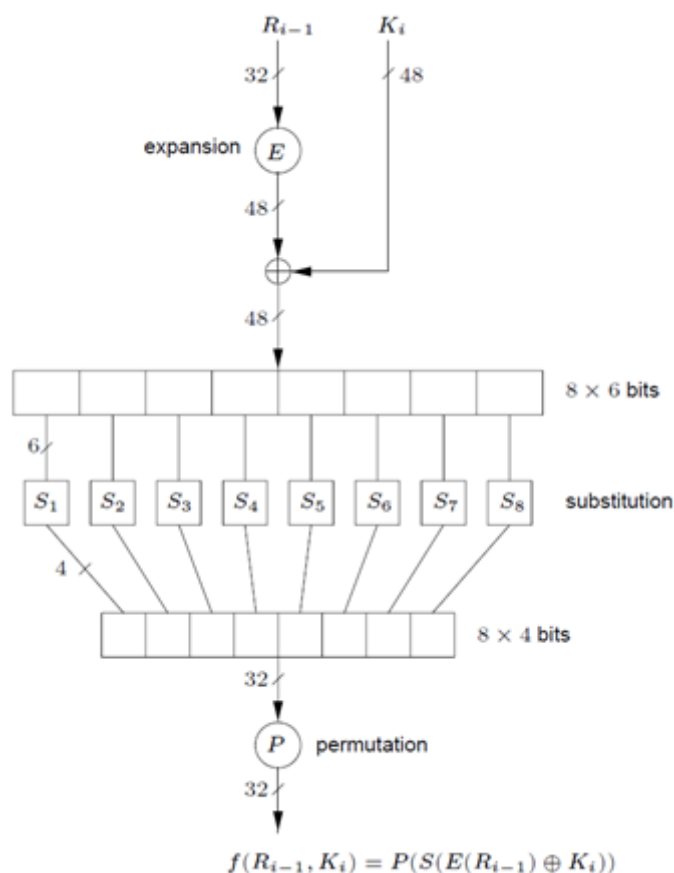 R_{i−1} K_i
32 48
expansion E
48
48
8 × 6 bits
6
S_1 S_2 S_3 S_4 S_5 S_6 S_7 S_8 substitution
4
8 × 4 bits
32
P permutation
32
f(R_{i−1}, K_i) = P(S(E(R_{i−1}) ⊕ K_i))